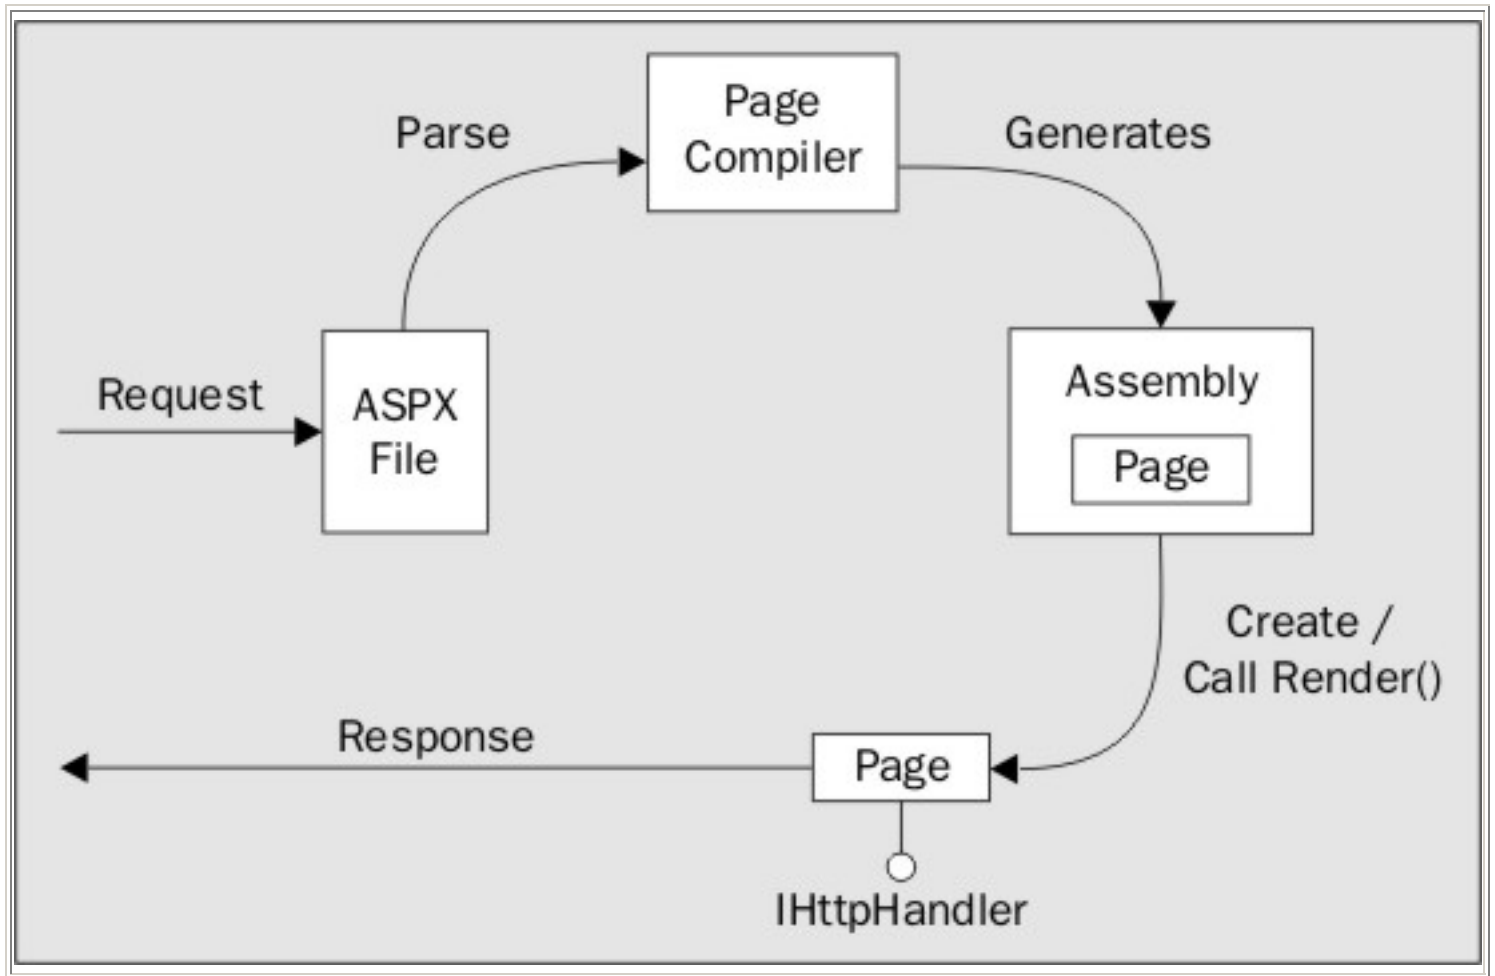 Page
Compiler
Parse
Generates
Request
ASPX
File
Assembly
Page
Create /
Call Render()
Response
Page
IHttpHandler